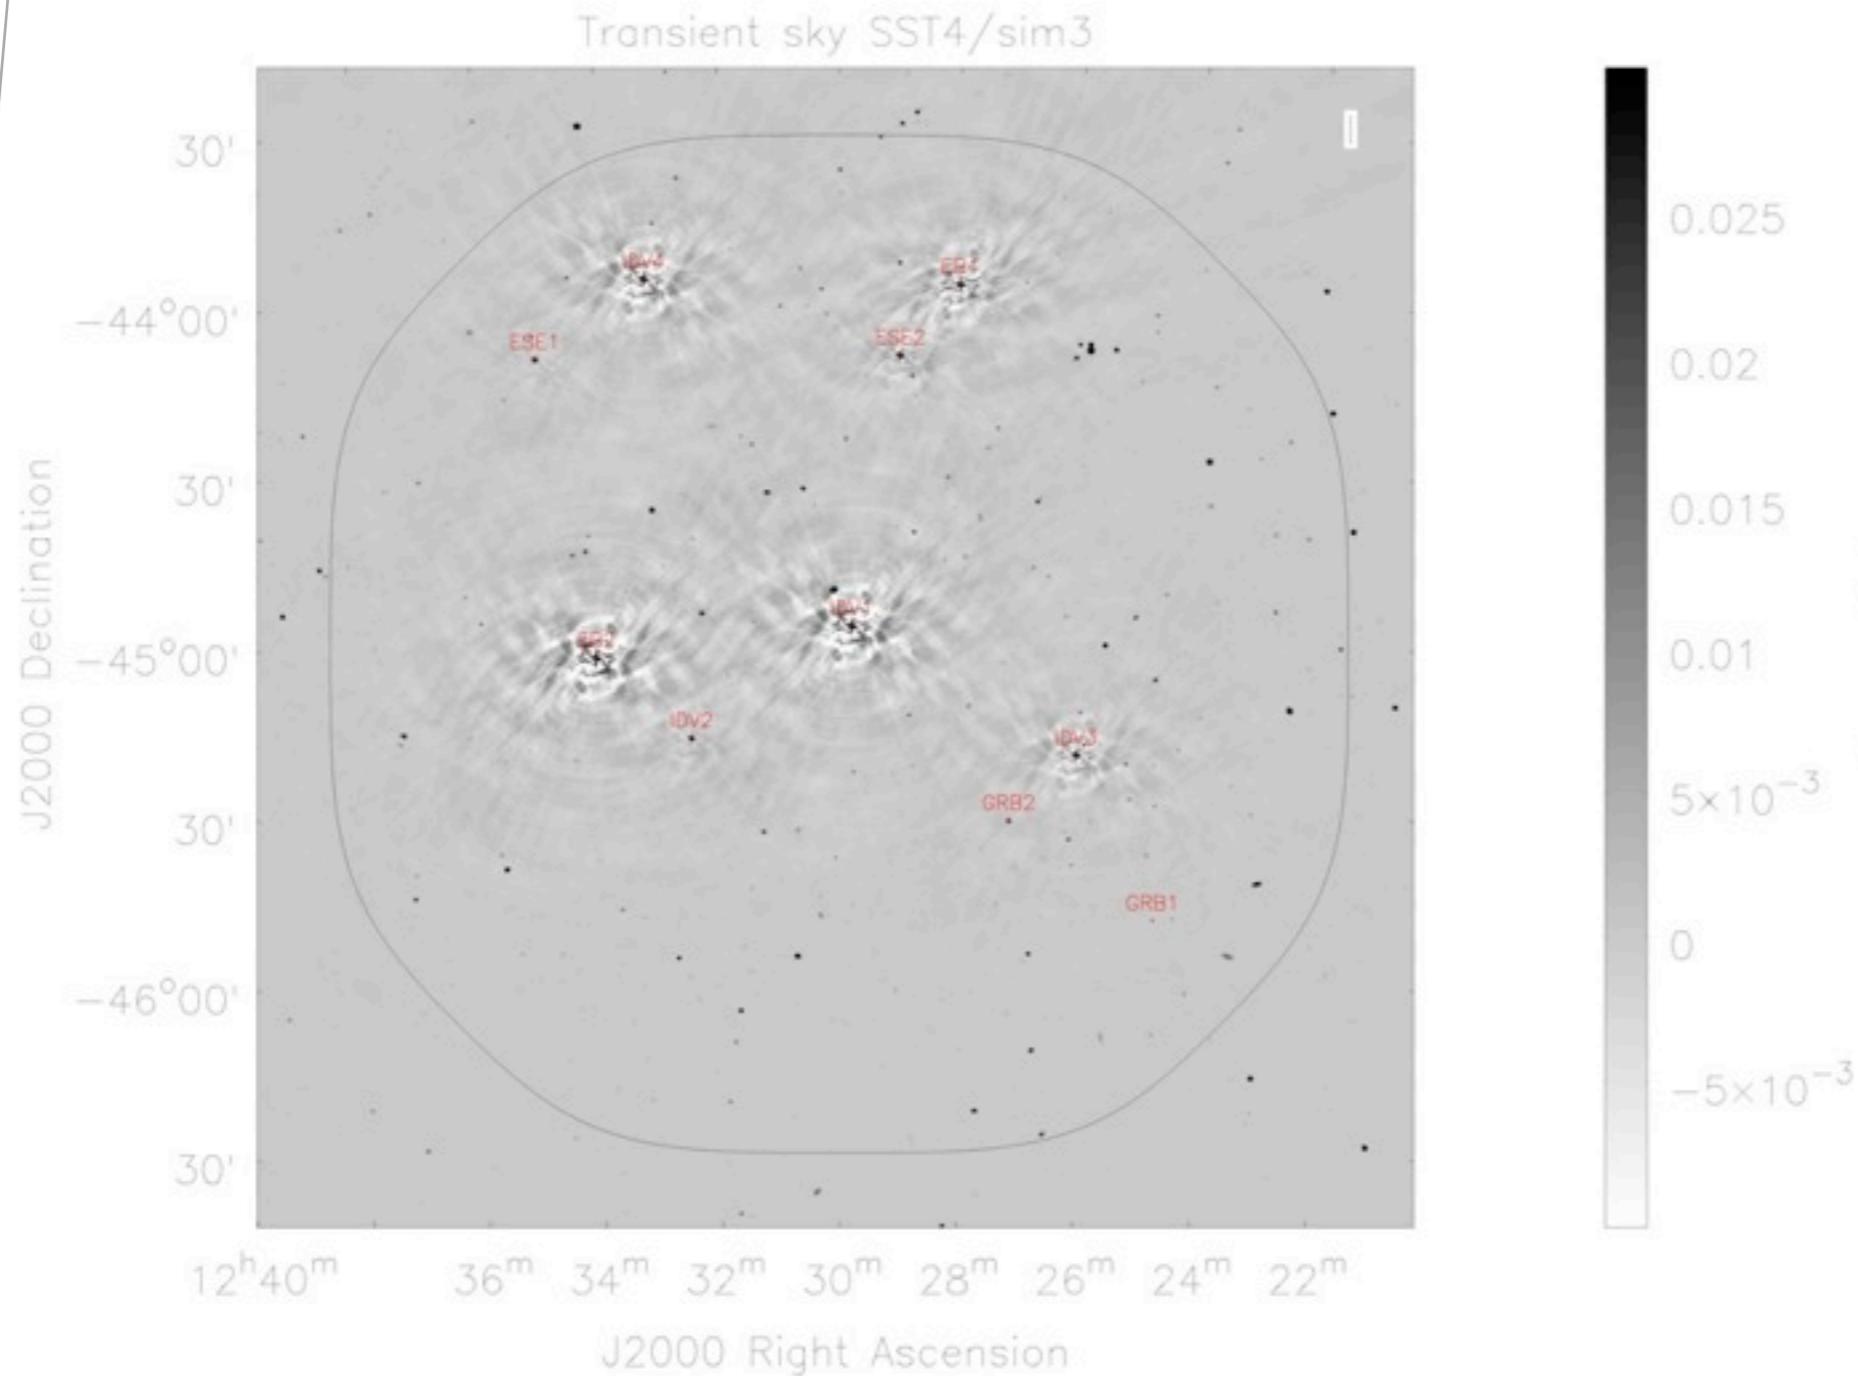 Transient sky SST4/sim3
30'
-44°00'
30'
-45°00'
30'
-46°00'
30'
J2000 Declination
ESE1
ESE2
IDV2
IDV3
GRB2
GRB1
12h40m 36m 34m 32m 30m 28m 26m 24m 22m
J2000 Right Ascension
0.025
0.02
0.015
0.01
5×10−3
0
−5×10−3